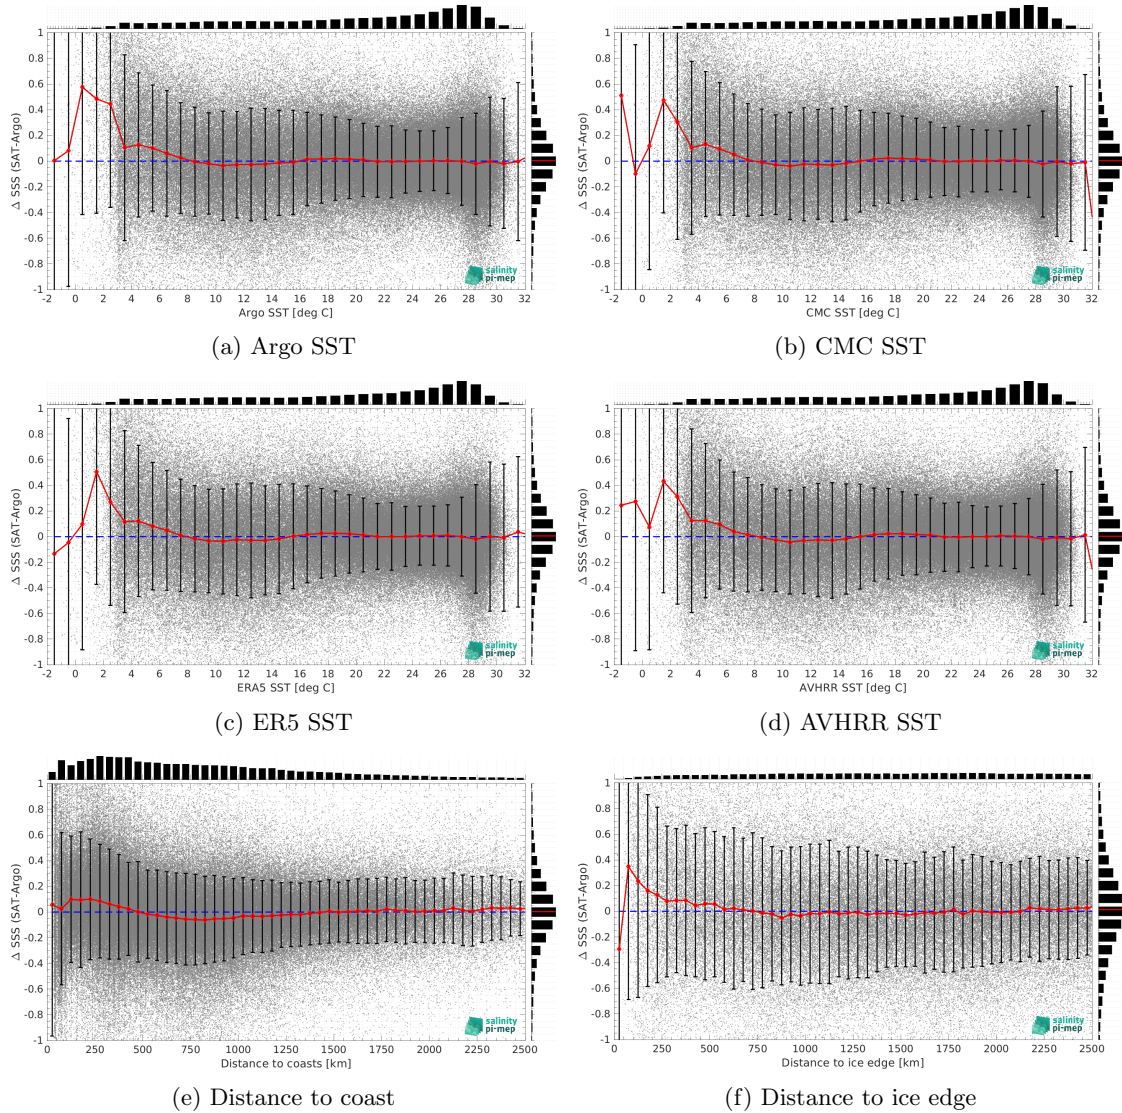 1
0.8
0.6
0.4
0.2
0
-0.2
-0.4
-0.6
-0.8
-1
Δ SSS (SAT-Argo)
salinity
pi-mep
-2 0 2 4 6 8 10 12 14 16 18 20 22 24 26 28 30 32
Argo SST [deg C]
(a) Argo SST
1
0.8
0.6
0.4
0.2
0
-0.2
-0.4
-0.6
-0.8
-1
Δ SSS (SAT-Argo)
salinity
pi-mep
-2 0 2 4 6 8 10 12 14 16 18 20 22 24 26 28 30 32
CMC SST [deg C]
(b) CMC SST
1
0.8
0.6
0.4
0.2
0
-0.2
-0.4
-0.6
-0.8
-1
Δ SSS (SAT-Argo)
salinity
pi-mep
-2 0 2 4 6 8 10 12 14 16 18 20 22 24 26 28 30 32
ERA5 SST [deg C]
(c) ER5 SST
1
0.8
0.6
0.4
0.2
0
-0.2
-0.4
-0.6
-0.8
-1
Δ SSS (SAT-Argo)
salinity
pi-mep
-2 0 2 4 6 8 10 12 14 16 18 20 22 24 26 28 30 32
AVHRR SST [deg C]
(d) AVHRR SST
1
0.8
0.6
0.4
0.2
0
-0.2
-0.4
-0.6
-0.8
-1
Δ SSS (SAT-Argo)
salinity
pi-mep
0 250 500 750 1000 1250 1500 1750 2000 2250 2500
Distance to coasts [km]
(e) Distance to coast
1
0.8
0.6
0.4
0.2
0
-0.2
-0.4
-0.6
-0.8
-1
Δ SSS (SAT-Argo)
salinity
pi-mep
0 250 500 750 1000 1250 1500 1750 2000 2250 2500
Distance to ice edge [km]
(f) Distance to ice edge